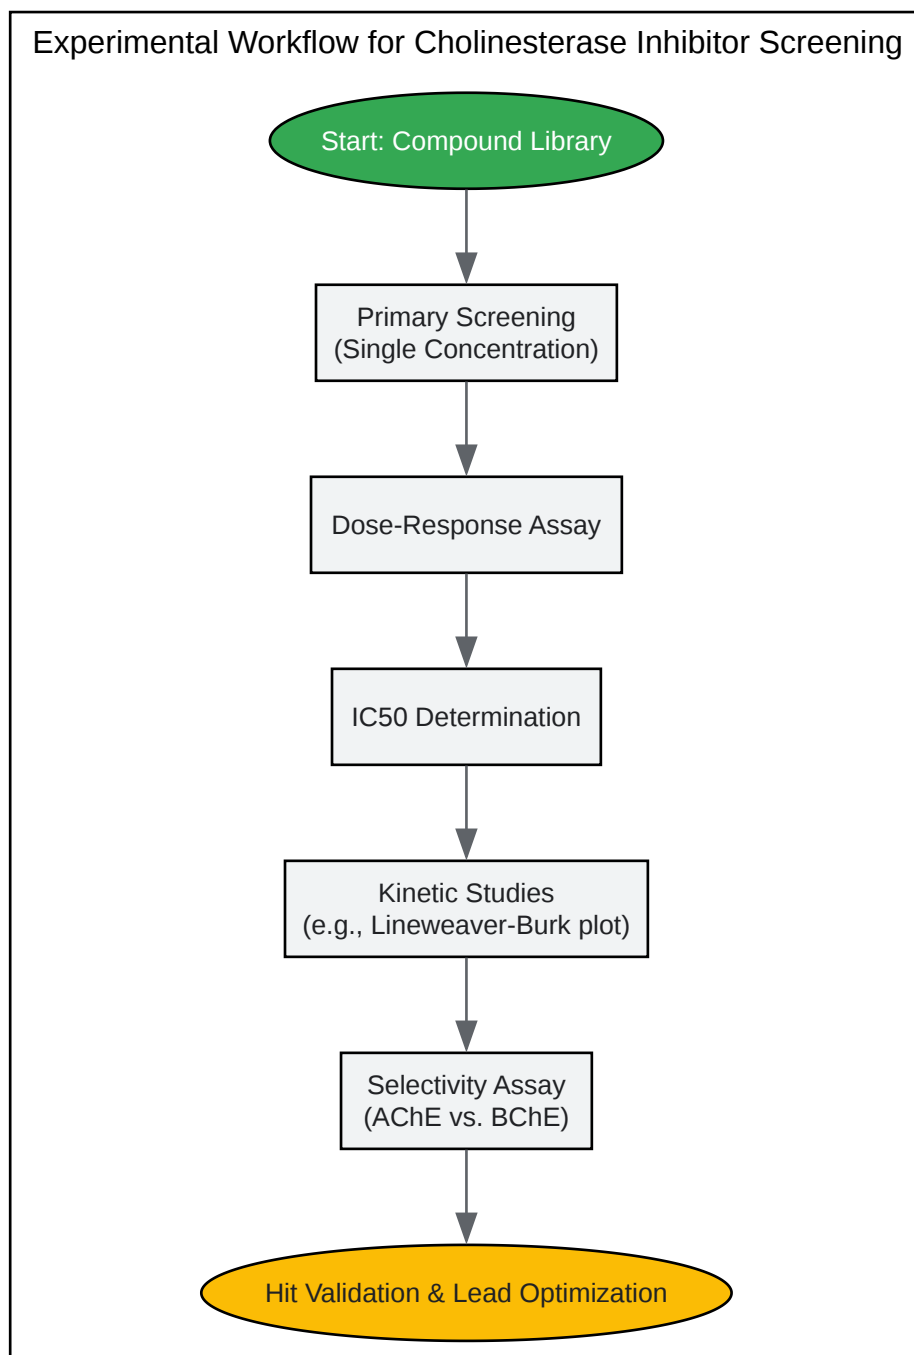 Experimental Workflow for Cholinesterase Inhibitor Screening
Start: Compound Library
Primary Screening
(Single Concentration)
Dose-Response Assay
IC50 Determination
Kinetic Studies
(e.g., Lineweaver-Burk plot)
Selectivity Assay
(AChE vs. BChE)
Hit Validation & Lead Optimization